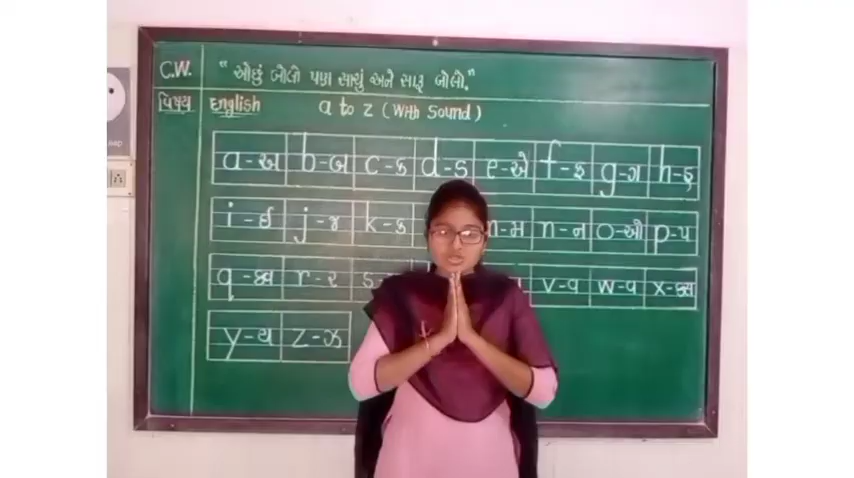 C.W. "ઓછું બોલો પણ સાચું અને સારૂ બોલો."
વિષય English a to z (With Sound)
a-અ b-બ c-ક d-ડ e-એ f-ફ g-ગ h-હ
i-ઈ j-જ k-ક m-મ n-ન o-ઓ p-પ
q-ક્વ r-ર s- v-વ w-વ x-ક્સ
y-ય z-ઝ